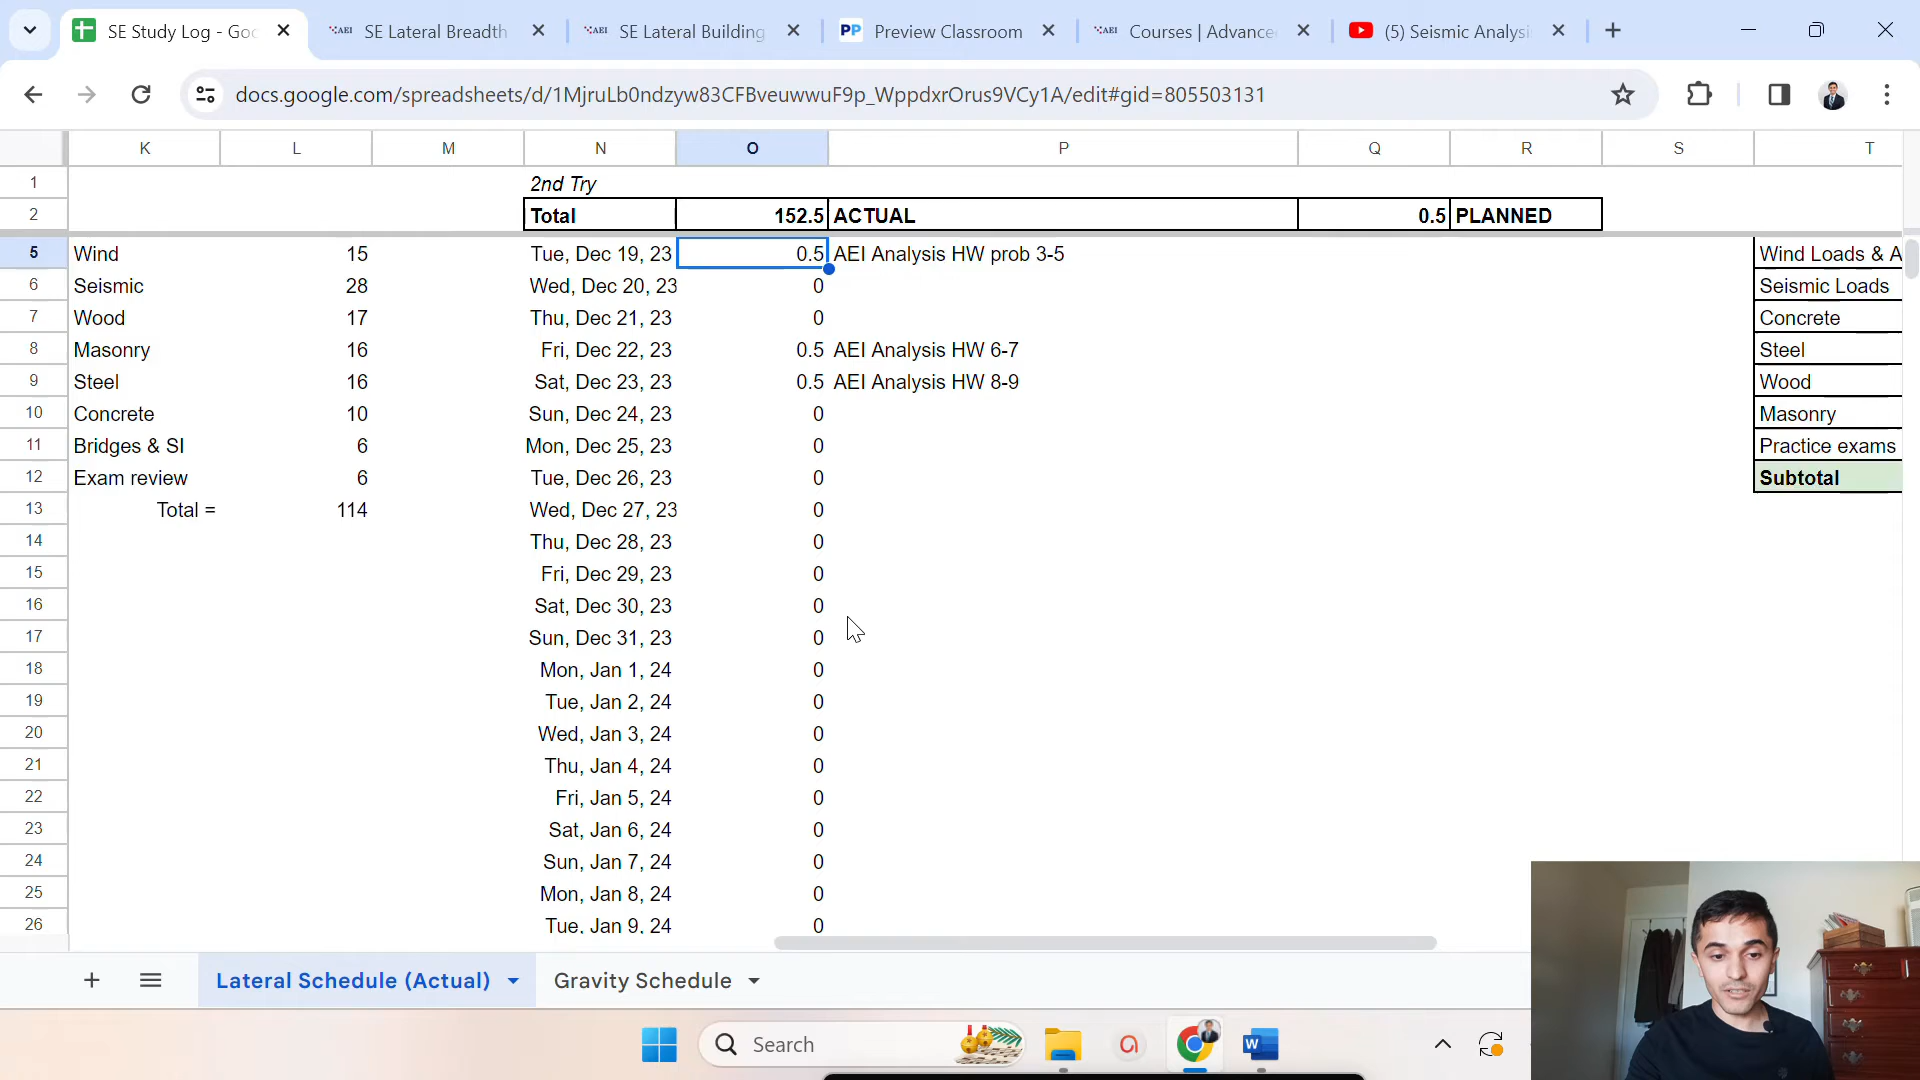 SE Study Log - Goo
AEI SE Lateral Breadth
AEI SE Lateral Building
PP Preview Classroom
AEI Courses | Advance
(5) Seismic Analysi
docs.google.com/spreadsheets/d/1MjruLb0ndzyw83CFBveuwwuF9p_WppdxrOrus9VCy1A/edit#gid=805503131
K L M N O P Q R S T
1 2nd Try
2 Total 152.5 ACTUAL 0.5 PLANNED
5 Wind 15 Tue, Dec 19, 23 0.5 AEI Analysis HW prob 3-5 Wind Loads & A
6 Seismic 28 Wed, Dec 20, 23 0 Seismic Loads
7 Wood 17 Thu, Dec 21, 23 0 Concrete
8 Masonry 16 Fri, Dec 22, 23 0.5 AEI Analysis HW 6-7 Steel
9 Steel 16 Sat, Dec 23, 23 0.5 AEI Analysis HW 8-9 Wood
10 Concrete 10 Sun, Dec 24, 23 0 Masonry
11 Bridges & SI 6 Mon, Dec 25, 23 0 Practice exams
12 Exam review 6 Tue, Dec 26, 23 0 Subtotal
13 Total = 114 Wed, Dec 27, 23 0
14 Thu, Dec 28, 23 0
15 Fri, Dec 29, 23 0
16 Sat, Dec 30, 23 0
17 Sun, Dec 31, 23 0
18 Mon, Jan 1, 24 0
19 Tue, Jan 2, 24 0
20 Wed, Jan 3, 24 0
21 Thu, Jan 4, 24 0
22 Fri, Jan 5, 24 0
23 Sat, Jan 6, 24 0
24 Sun, Jan 7, 24 0
25 Mon, Jan 8, 24 0
26 Tue, Jan 9, 24 0
Lateral Schedule (Actual) Gravity Schedule
Search
W